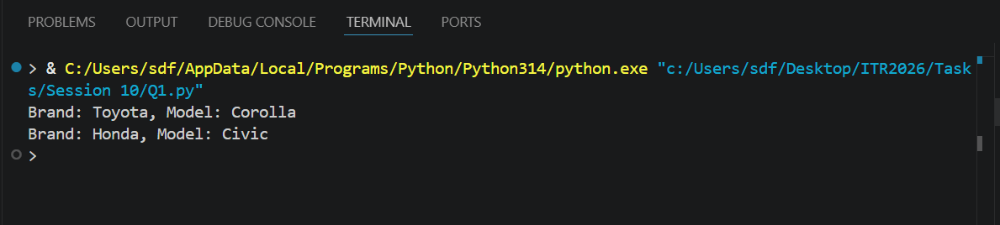 PROBLEMS OUTPUT DEBUG CONSOLE TERMINAL PORTS
> & C:/Users/sdf/AppData/Local/Programs/Python/Python314/python.exe "c:/Users/sdf/Desktop/ITR2026/Task
s/Session 10/Q1.py"
Brand: Toyota, Model: Corolla
Brand: Honda, Model: Civic
>